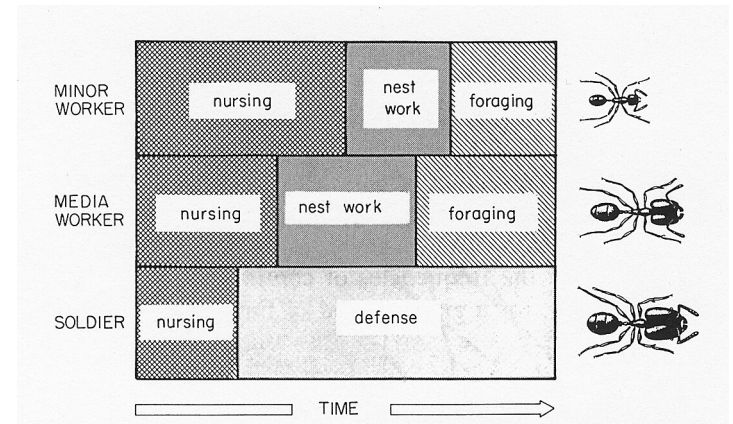 MINOR
WORKER
nursing
nest
work
foraging
MEDIA
WORKER
nursing
nest work
foraging
SOLDIER
nursing
defense
TIME